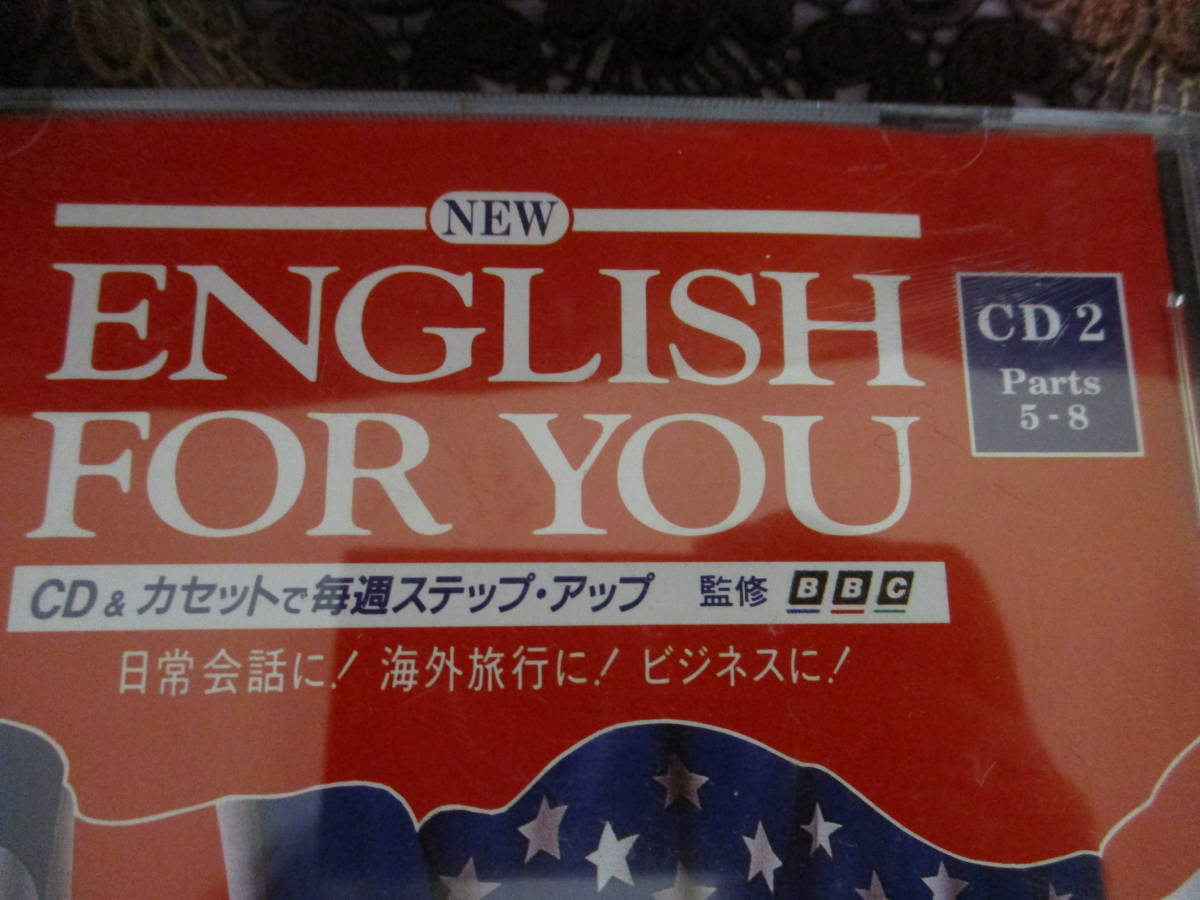 NEW
ENGLISH
FOR YOU
CD 2
Parts
5 - 8
CD & カセットで毎週ステップ・アップ 監修 BBC
日常会話に! 海外旅行に! ビジネスに!